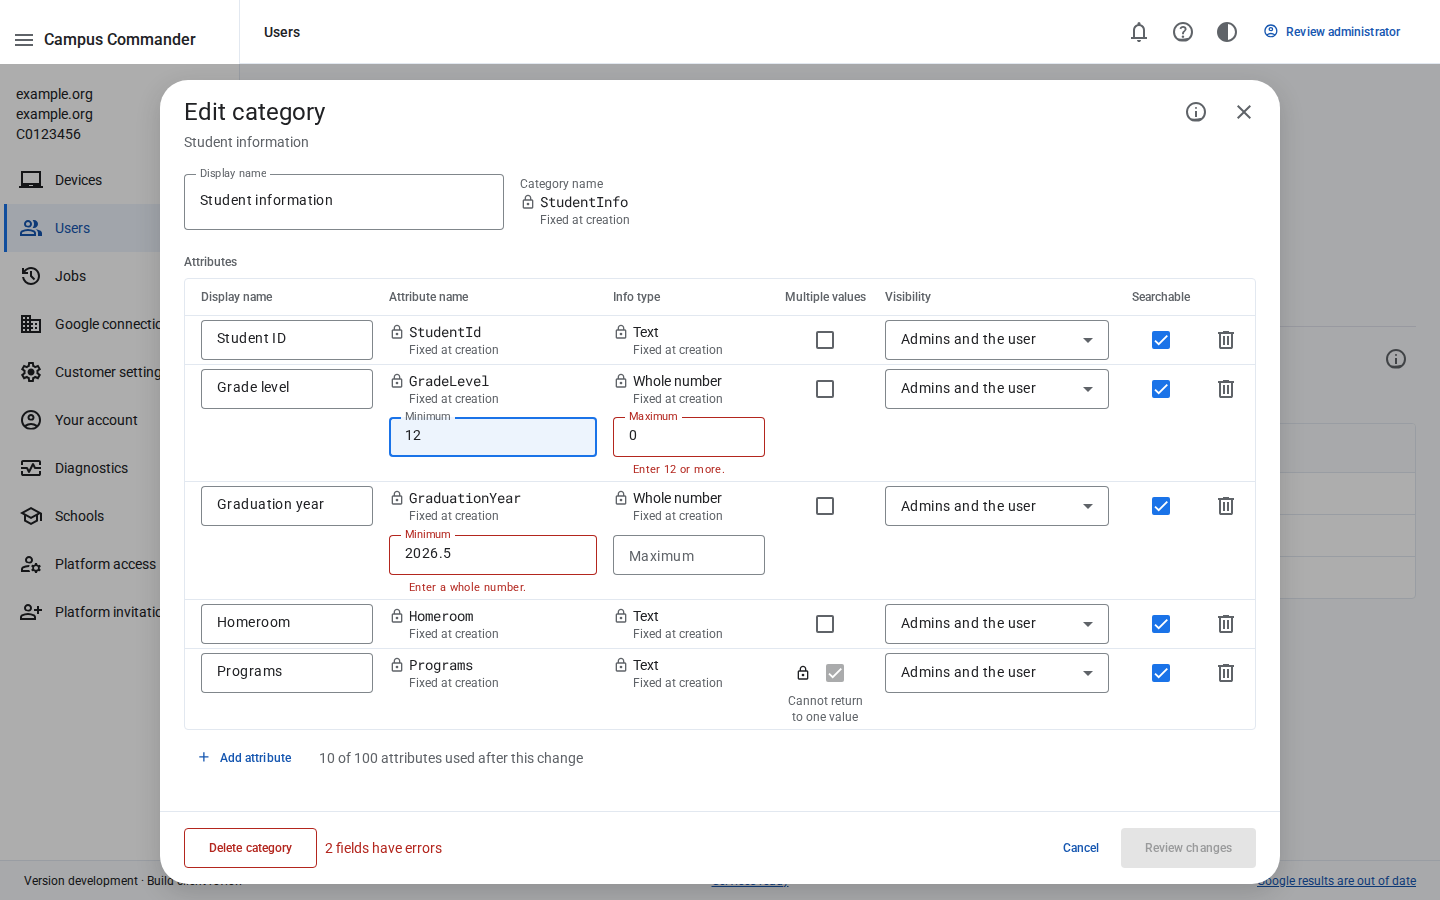 Campus Commander
Users
Review administrator
example.org
example.org
C0123456
Devices
Users
Jobs
Google connectio
Customer setting
Your account
Diagnostics
Schools
Platform access
Platform invitatio
Edit category
Student information
Display name
Student information
Category name
StudentInfo
Fixed at creation
Attributes
Display name Attribute name Info type Multiple values Visibility Searchable
Student ID StudentId Text Admins and the user
Fixed at creation Fixed at creation
Grade level GradeLevel Whole number Admins and the user
Fixed at creation Fixed at creation
Minimum Maximum
12 0
Enter 12 or more.
Graduation year GraduationYear Whole number Admins and the user
Fixed at creation Fixed at creation
Minimum
2026.5 Maximum
Enter a whole number.
Homeroom Homeroom Text Admins and the user
Fixed at creation Fixed at creation
Programs Programs Text Admins and the user
Fixed at creation Fixed at creation
Cannot return
to one value
Add attribute 10 of 100 attributes used after this change
Delete category 2 fields have errors Cancel Review changes
Version development · Build
Google results are out of date